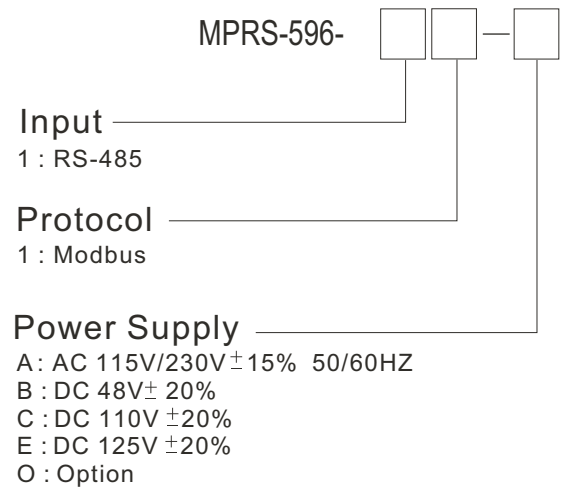 MPRS-596- —
Input
1 : RS-485
Protocol
1 : Modbus
Power Supply
A : AC 115V/230V ± 15% 50/60HZ
B : DC 48V ± 20%
C : DC 110V ±20%
E : DC 125V ±20%
O : Option